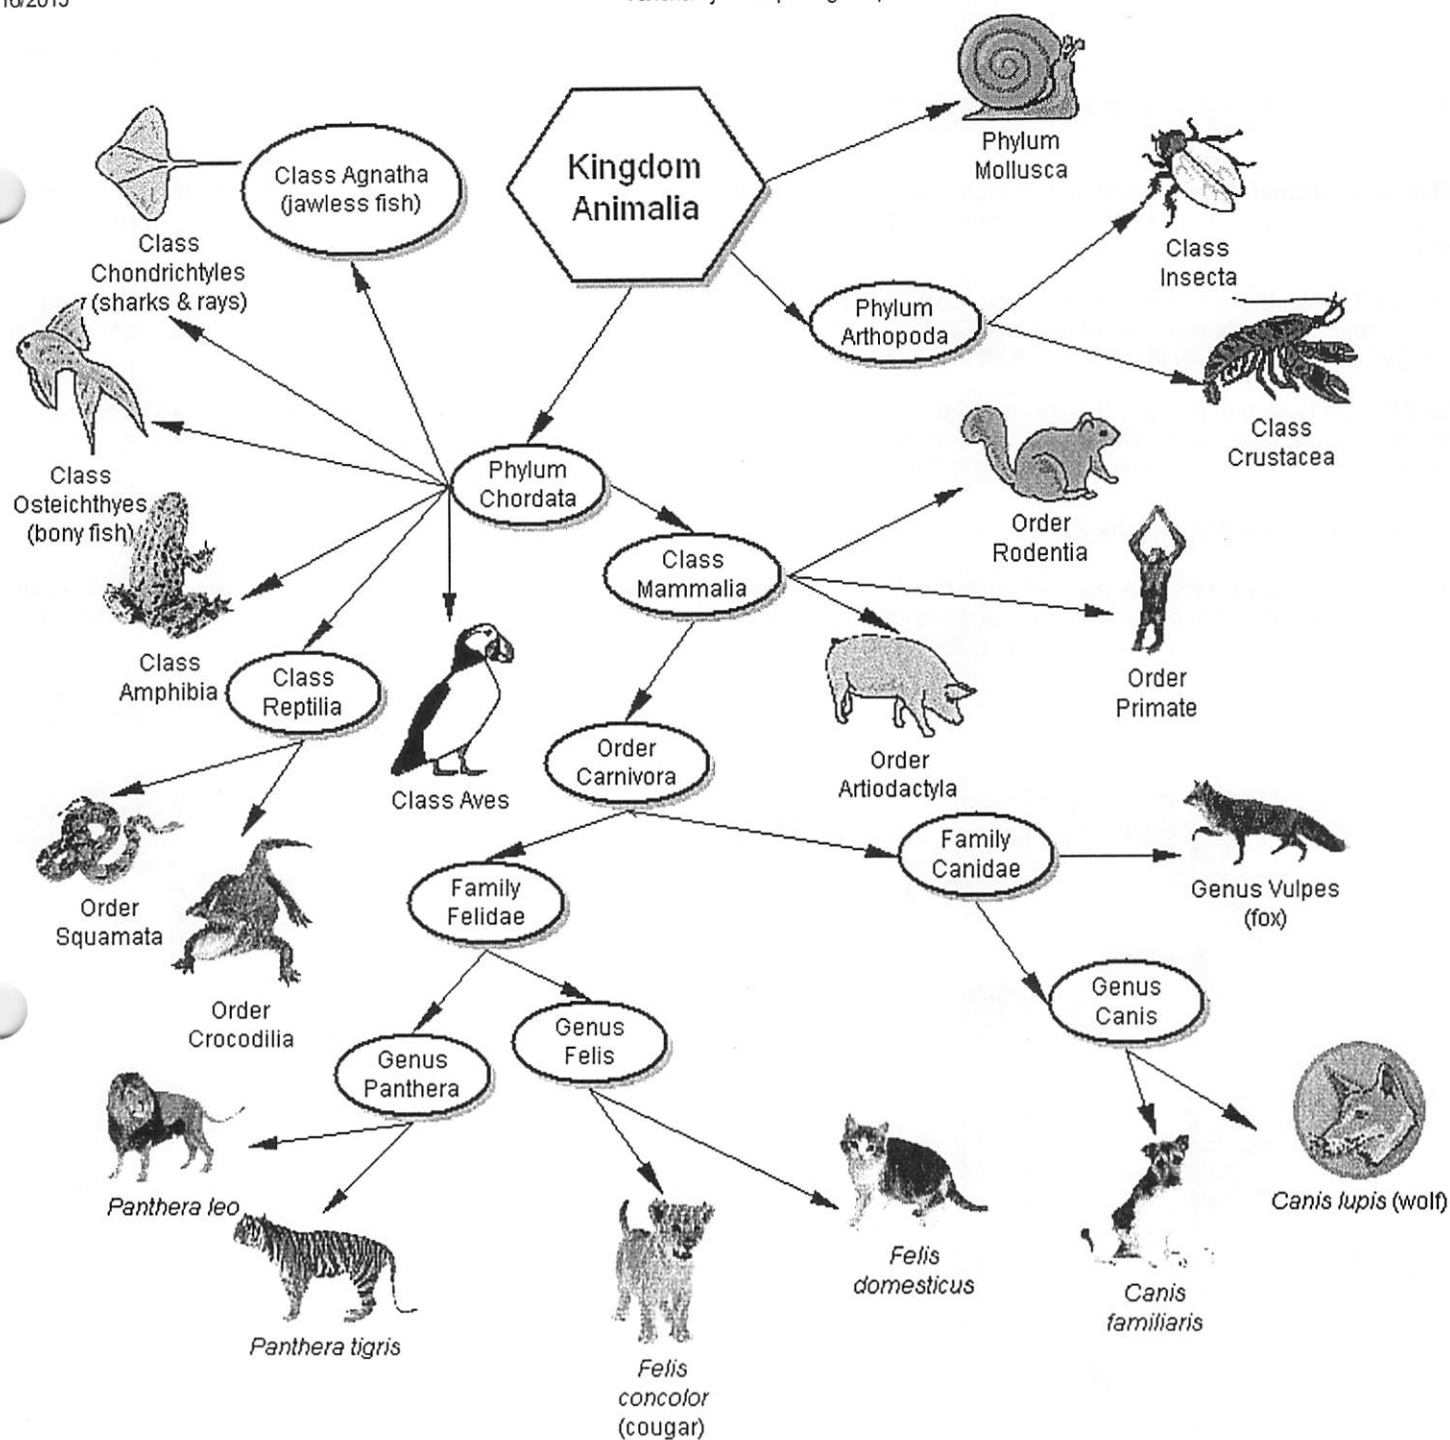 Kingdom
Animalia
Phylum
Mollusca
Class
Insecta
Phylum
Arthopoda
Class
Crustacea
Class Agnatha
(jawless fish)
Class
Chondrichtyles
(sharks & rays)
Class
Osteichthyes
(bony fish)
Phylum
Chordata
Class
Mammalia
Order
Rodentia
Order
Primate
Order
Artiodactyla
Class
Amphibia
Class
Reptilia
Class Aves
Order
Carnivora
Order
Squamata
Order
Crocodilia
Family
Felidae
Family
Canidae
Genus Vulpes
(fox)
Genus
Panthera
Genus
Felis
Genus
Canis
Panthera leo
Panthera tigris
Felis
concolor
(cougar)
Felis
domesticus
Canis
familiaris
Canis lupis (wolf)